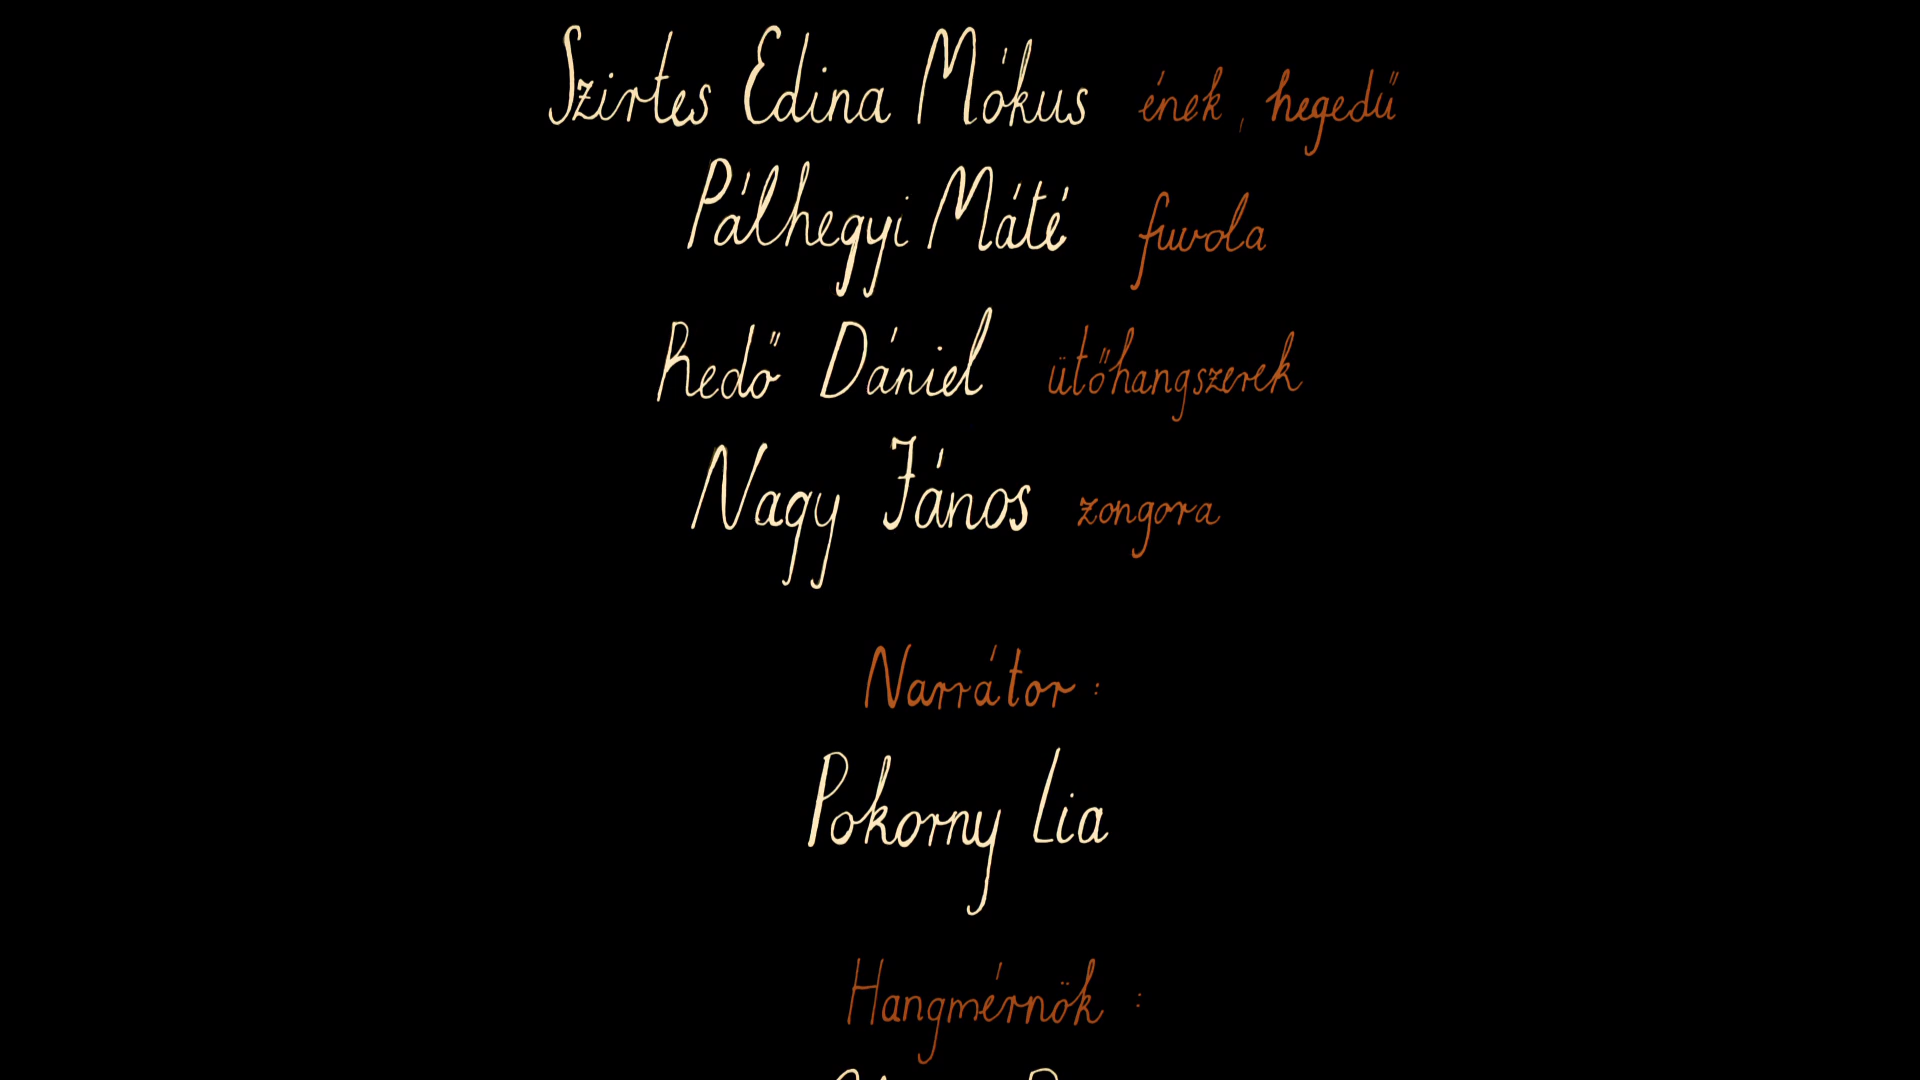 Szirtes Edina Mókus ének, hegedű
Pálhegyi Máté fuvola
Redő Dániel ütőhangszerek
Nagy János zongora
Narrátor:
Pokorny Lia
Hangmérnök: